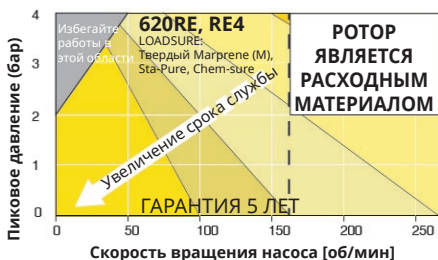 Избегайте
работы в
этой области
620RE, RE4
LOADSURE:
Твердый Marprene (M),
Sta-Pure, Chem-sure
РОТОР
ЯВЛЯЕТСЯ
РАСХОДНЫМ
МАТЕРИАЛОМ
Увеличение срока службы
ГАРАНТИЯ 5 ЛЕТ
Пиковое давление (бар)
4
3
2
1
0
0 50 100 150 200 250
Скорость вращения насоса [об/мин]